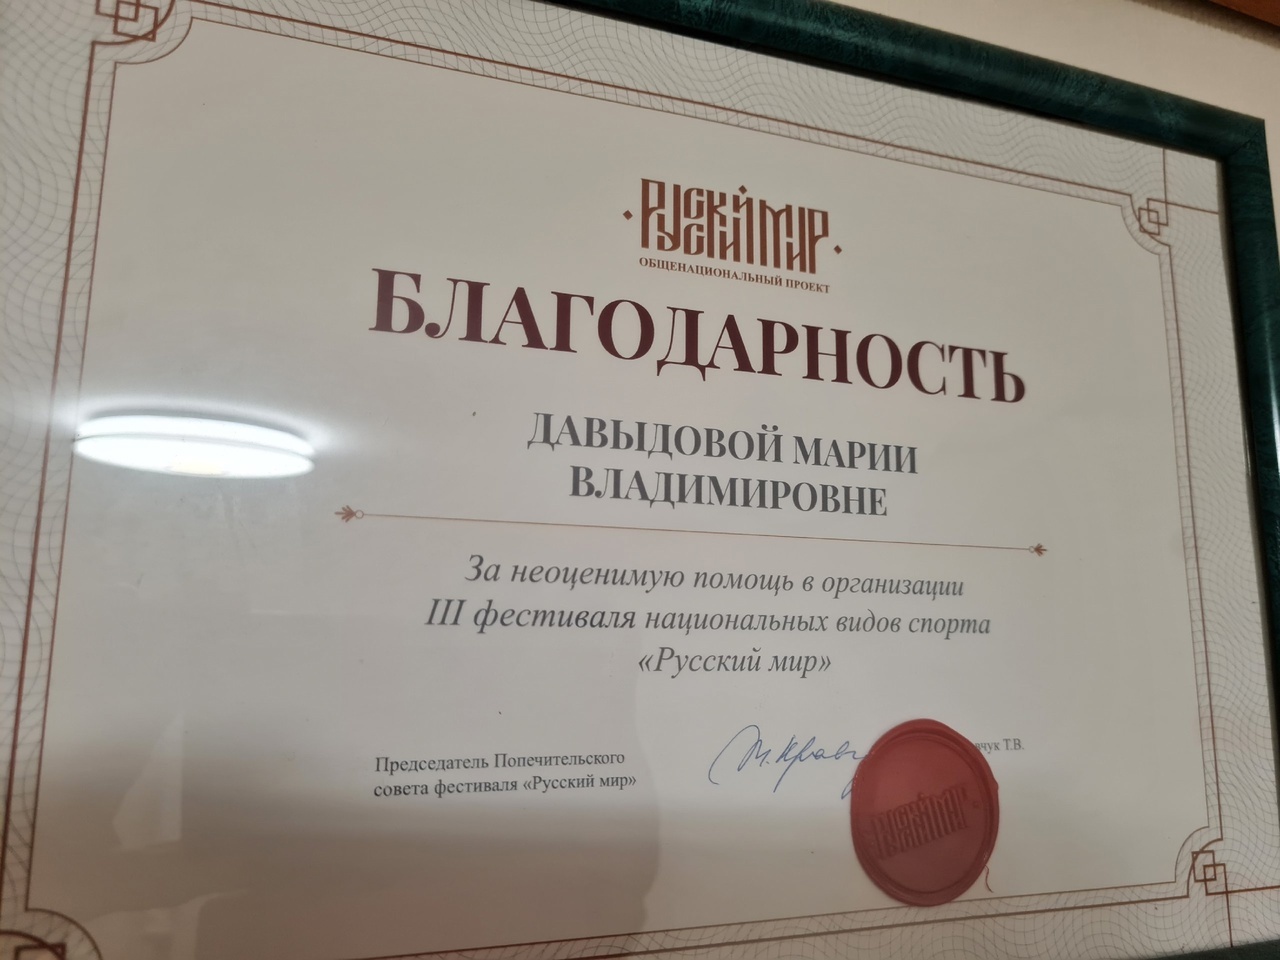 РУССКИЙ МИР
ОБЩЕНАЦИОНАЛЬНЫЙ ПРОЕКТ
БЛАГОДАРНОСТЬ
ДАВЫДОВОЙ МАРИИ
ВЛАДИМИРОВНЕ
За неоценимую помощь в организации
III фестиваля национальных видов спорта
«Русский мир»
Председатель Попечительского
совета фестиваля «Русский мир»
Т.В.